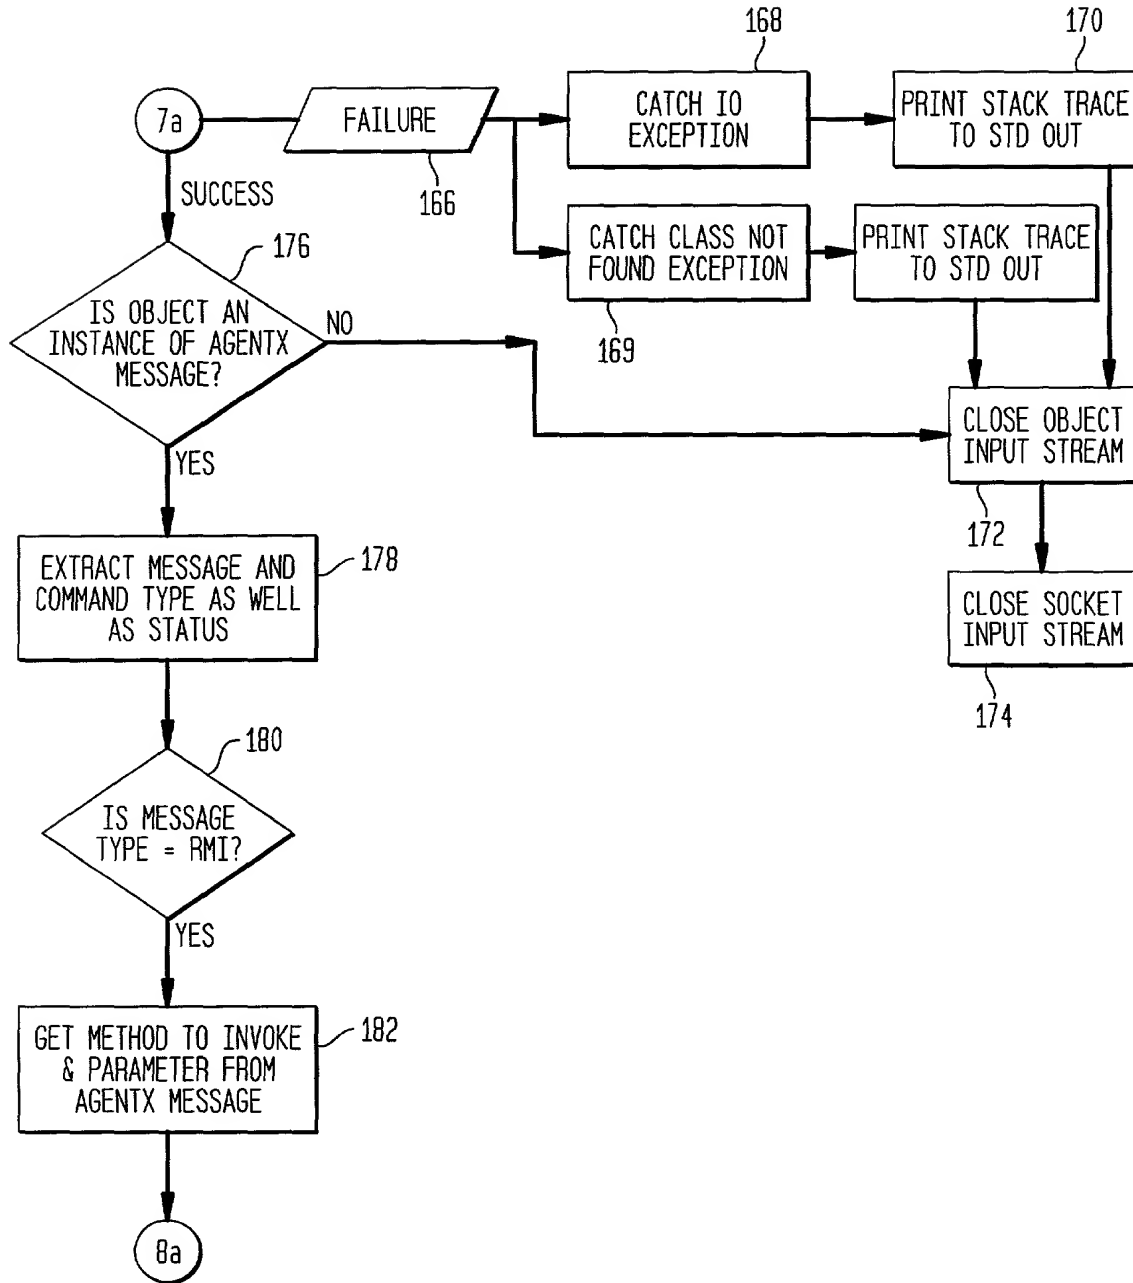 168
170
7a
FAILURE
CATCH IO
EXCEPTION
PRINT STACK TRACE
TO STD OUT
SUCCESS
166
176
CATCH CLASS NOT
FOUND EXCEPTION
PRINT STACK TRACE
TO STD OUT
IS OBJECT AN
INSTANCE OF AGENTX
MESSAGE?
NO
169
CLOSE OBJECT
INPUT STREAM
YES
172
EXTRACT MESSAGE AND
COMMAND TYPE AS WELL
AS STATUS
178
CLOSE SOCKET
INPUT STREAM
174
180
IS MESSAGE
TYPE = RMI?
YES
GET METHOD TO INVOKE
& PARAMETER FROM
AGENTX MESSAGE
182
8a